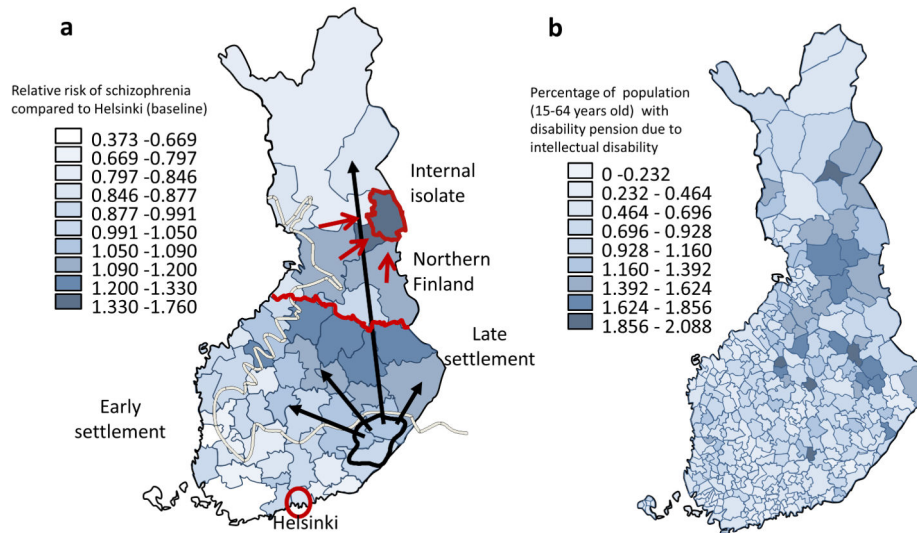 a
Relative risk of schizophrenia
compared to Helsinki (baseline)
0.373 -0.669
0.669 -0.797
0.797 -0.846
0.846 -0.877
0.877 -0.991
0.991 -1.050
1.050 -1.090
1.090 -1.200
1.200 -1.330
1.330 -1.760
Internal
isolate
Northern
Finland
Late
settlement
Early
settlement
Helsinki
b
Percentage of population
(15-64 years old) with
disability pension due to
intellectual disability
0 -0.232
0.232 - 0.464
0.464 - 0.696
0.696 - 0.928
0.928 - 1.160
1.160 - 1.392
1.392 - 1.624
1.624 - 1.856
1.856 - 2.088